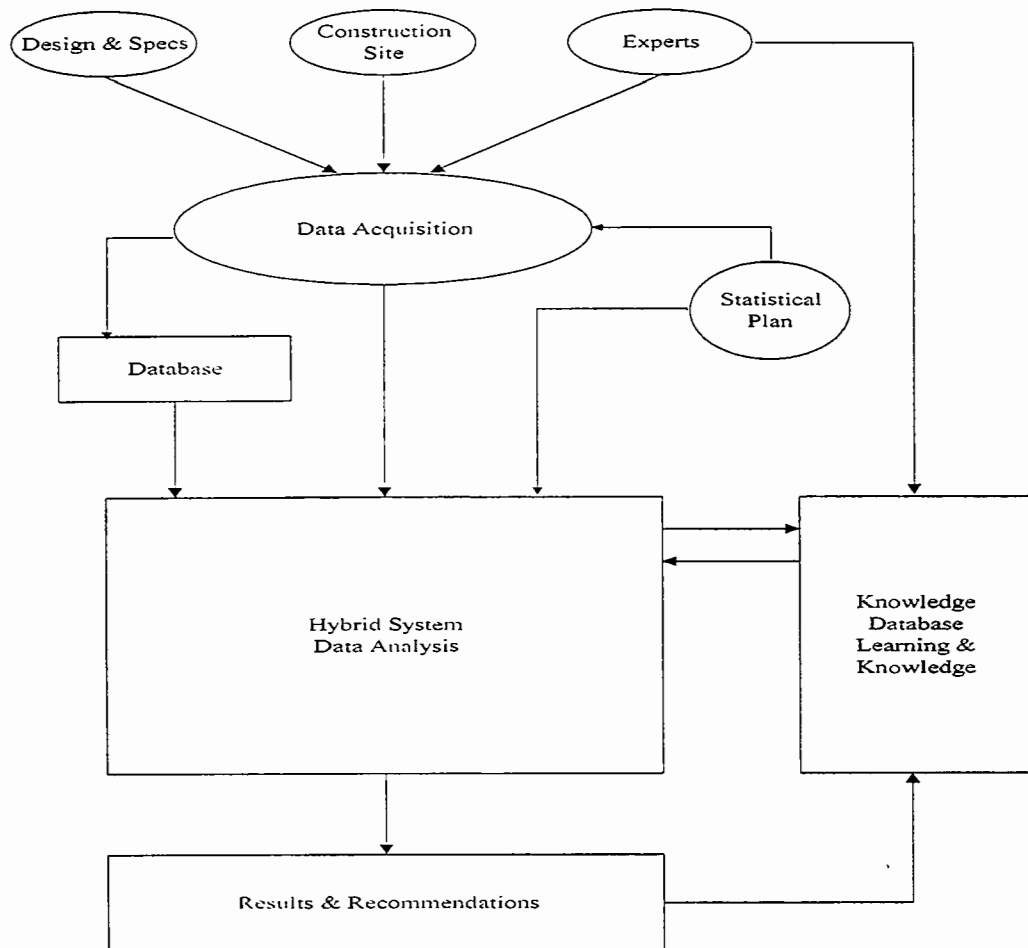 Design & Specs
Construction
Site
Experts
Data Acquisition
Statistical
Plan
Database
Hybrid System
Data Analysis
Knowledge
Database
Learning &
Knowledge
Results & Recommendations